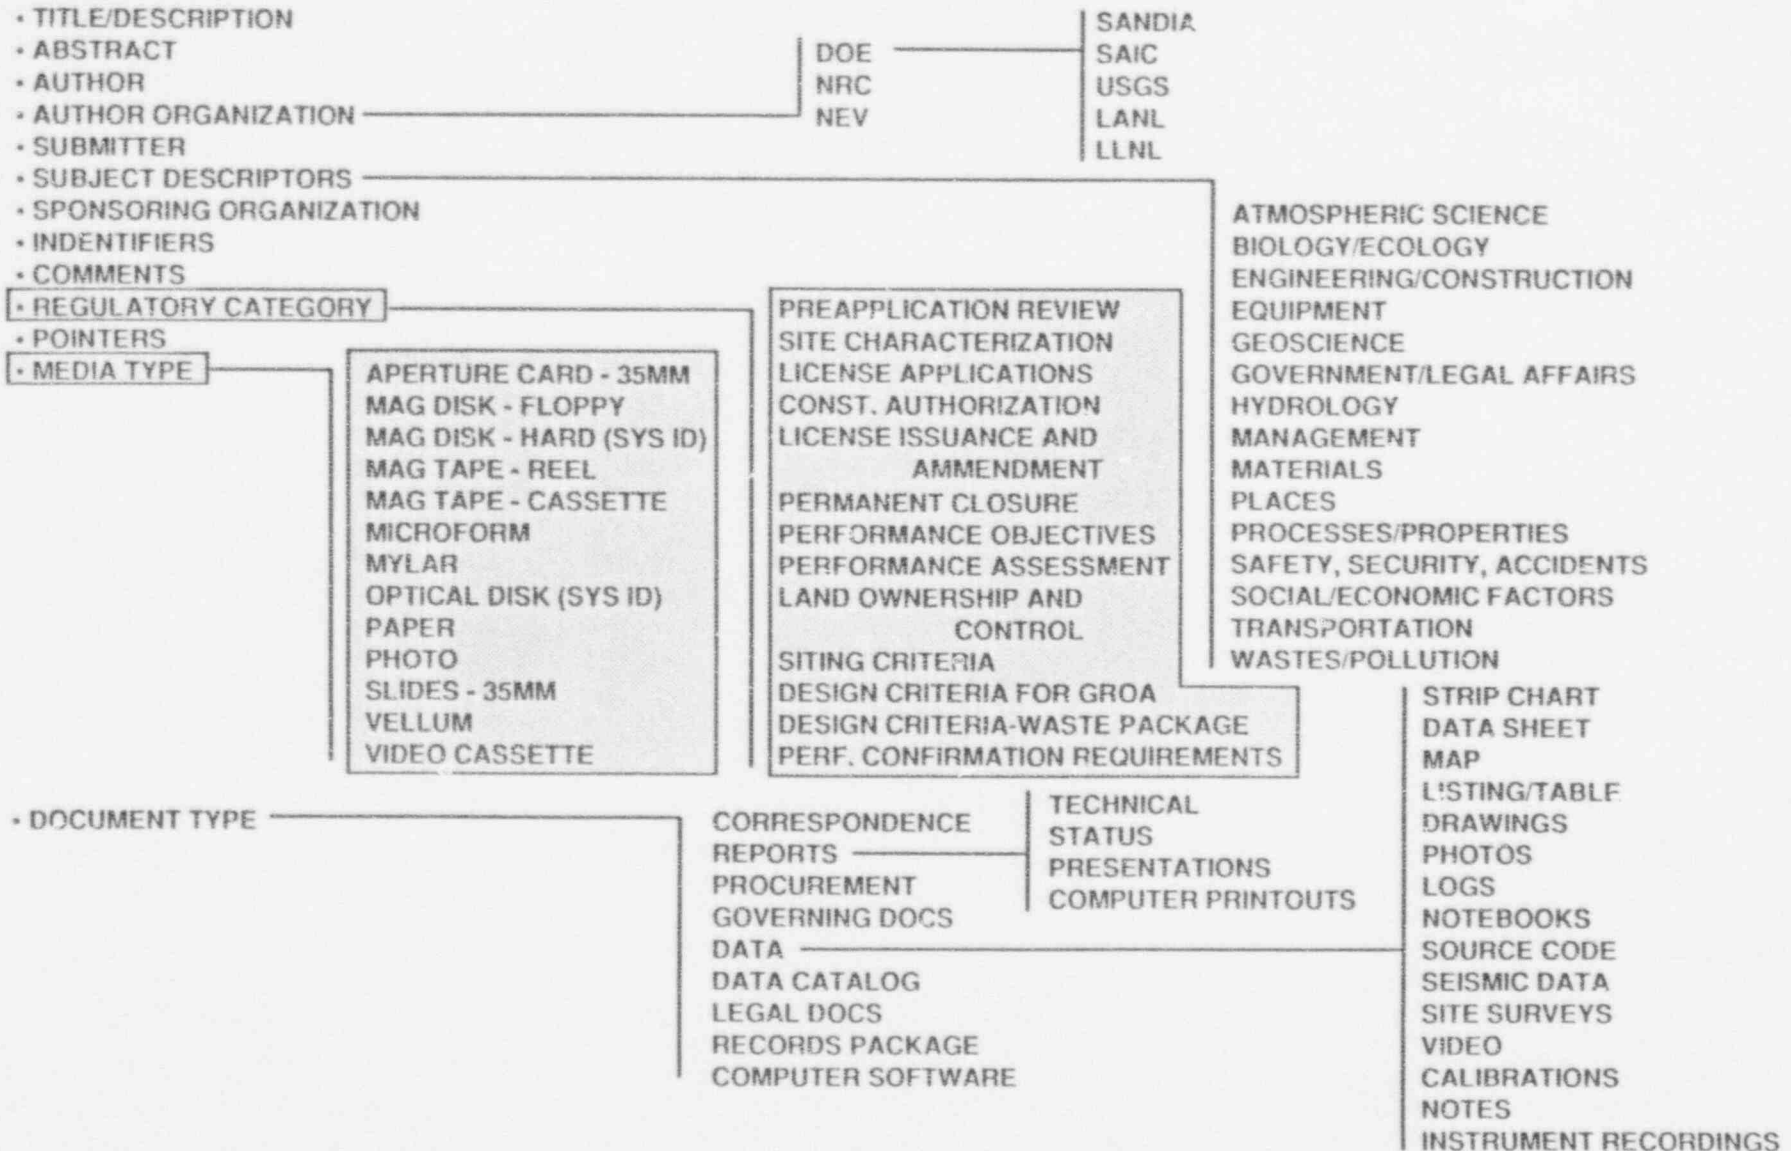 • TITLE/DESCRIPTION
• ABSTRACT
• AUTHOR
• AUTHOR ORGANIZATION
• SUBMITTER
• SUBJECT DESCRIPTORS
• SPONSORING ORGANIZATION
• INDENTIFIERS
• COMMENTS
• REGULATORY CATEGORY
• POINTERS
• MEDIA TYPE
DOE
NRC
NEV
SANDIA
SAIC
USGS
LANL
LLNL
ATMOSPHERIC SCIENCE
BIOLOGY/ECOLOGY
ENGINEERING/CONSTRUCTION
EQUIPMENT
GEOSCIENCE
GOVERNMENT/LEGAL AFFAIRS
HYDROLOGY
MANAGEMENT
MATERIALS
PLACES
PROCESSES/PROPERTIES
SAFETY, SECURITY, ACCIDENTS
SOCIAL/ECONOMIC FACTORS
TRANSPORTATION
WASTES/POLLUTION
PREAPPLICATION REVIEW
SITE CHARACTERIZATION
LICENSE APPLICATIONS
CONST. AUTHORIZATION
LICENSE ISSUANCE AND
AMMENDMENT
PERMANENT CLOSURE
PERFORMANCE OBJECTIVES
PERFORMANCE ASSESSMENT
LAND OWNERSHIP AND
CONTROL
SITING CRITERIA
DESIGN CRITERIA FOR GROA
DESIGN CRITERIA-WASTE PACKAGE
PERF. CONFIRMATION REQUIREMENTS
APERTURE CARD - 35MM
MAG DISK - FLOPPY
MAG DISK - HARD (SYS ID)
MAG TAPE - REEL
MAG TAPE - CASSETTE
MICROFORM
MYLAR
OPTICAL DISK (SYS ID)
PAPER
PHOTO
SLIDES - 35MM
VELLUM
VIDEO CASSETTE
• DOCUMENT TYPE
CORRESPONDENCE
REPORTS
PROCUREMENT
GOVERNING DOCS
DATA
DATA CATALOG
LEGAL DOCS
RECORDS PACKAGE
COMPUTER SOFTWARE
TECHNICAL
STATUS
PRESENTATIONS
COMPUTER PRINTOUTS
STRIP CHART
DATA SHEET
MAP
LISTING/TABLE
DRAWINGS
PHOTOS
LOGS
NOTEBOOKS
SOURCE CODE
SEISMIC DATA
SITE SURVEYS
VIDEO
CALIBRATIONS
NOTES
INSTRUMENT RECORDINGS